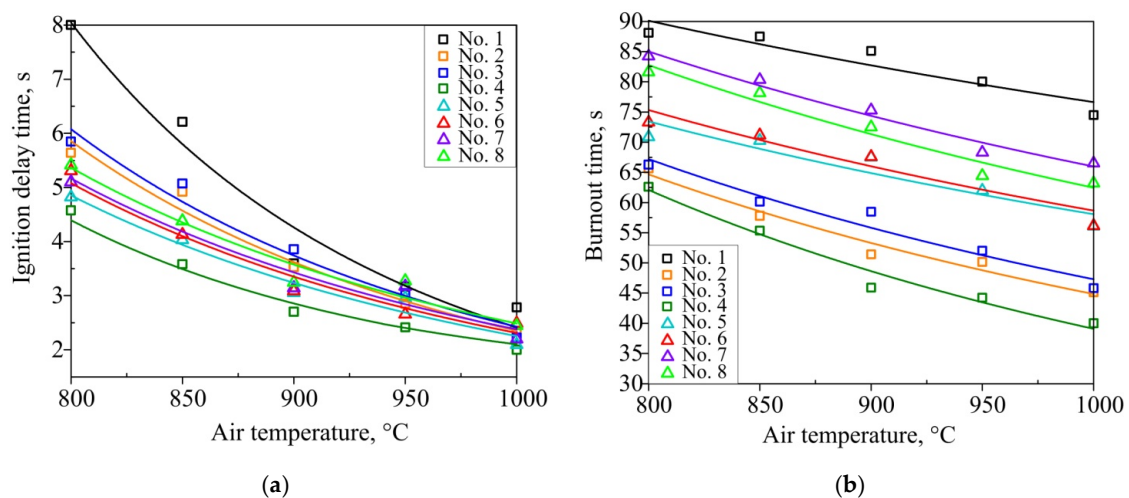 8
7
6
5
4
3
2
Ignition delay time, s
No. 1
No. 2
No. 3
No. 4
No. 5
No. 6
No. 7
No. 8
800 850 900 950 1000
Air temperature, °C
(a)
90
85
80
75
70
65
60
55
50
45
40
35
30
Burnout time, s
No. 1
No. 2
No. 3
No. 4
No. 5
No. 6
No. 7
No. 8
800 850 900 950 1000
Air temperature, °C
(b)